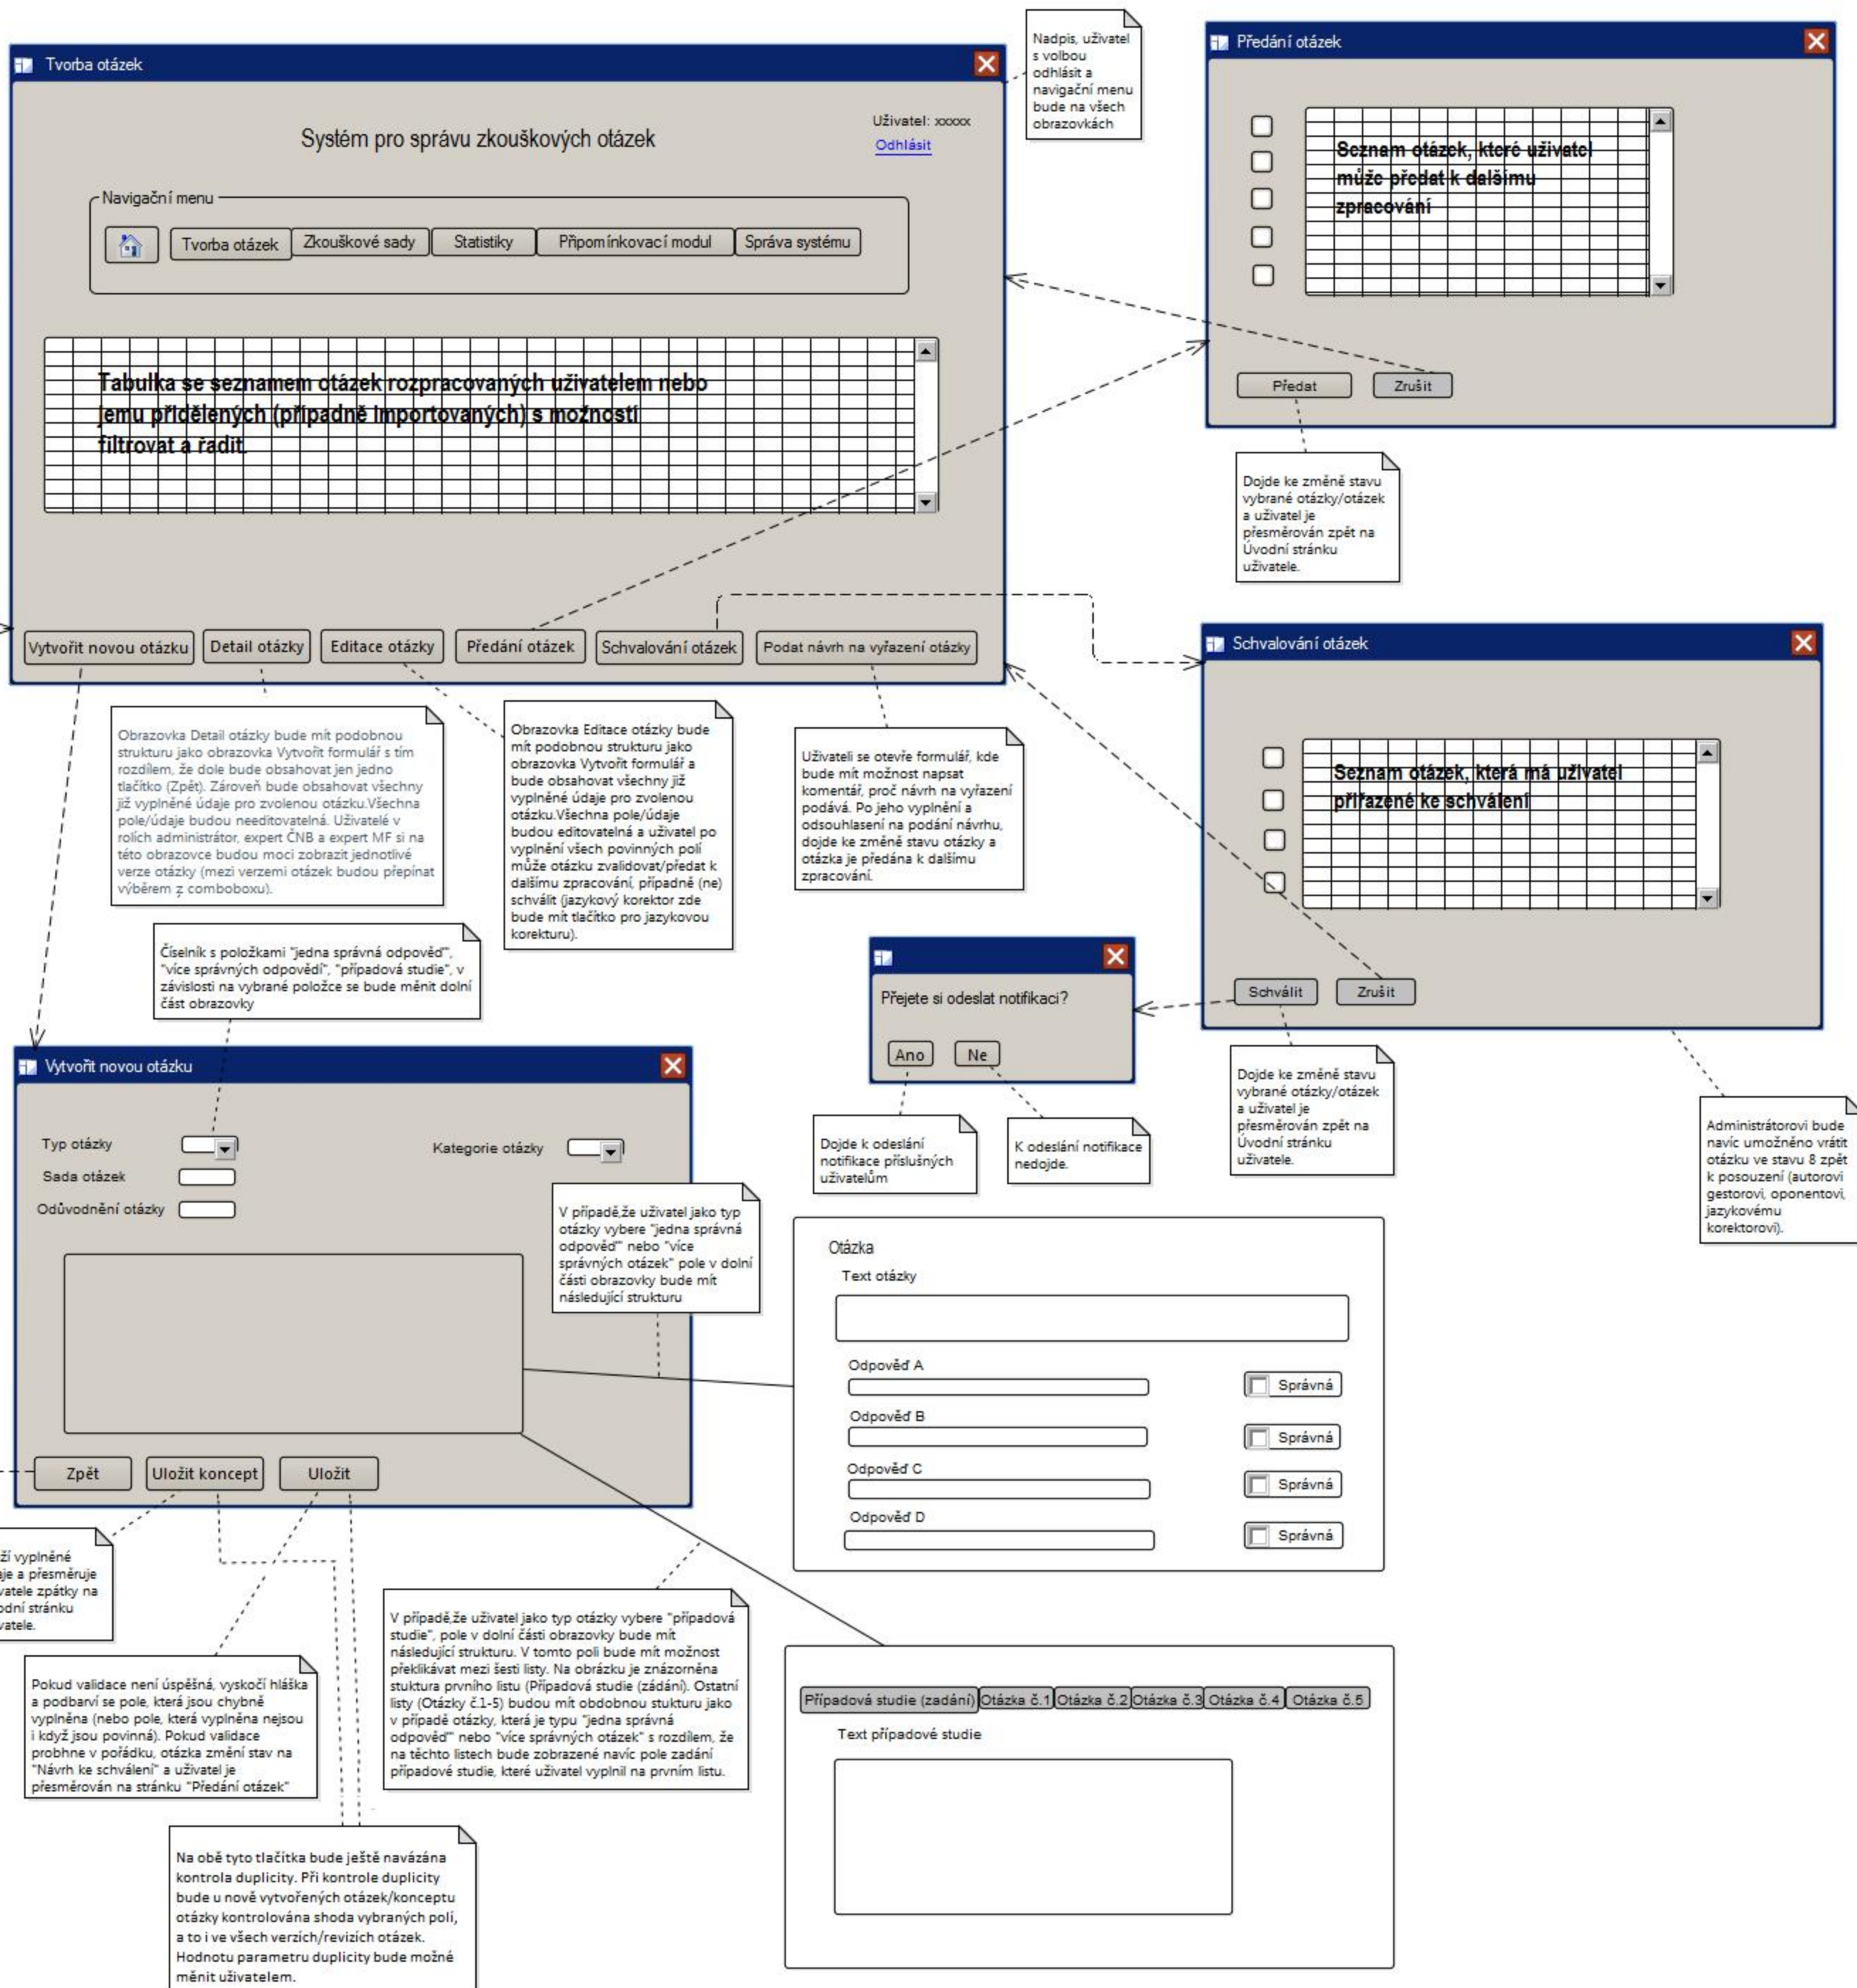 Tvorba otázek
Systém pro správu zkouškových otázek
Uživatel: xxxxx
Odhlásit
Navigační menu
Tvorba otázek
Zkouškové sady
Statistiky
Připomínkovací modul
Správa systému
Tabulka se seznamem otázek rozpracovaných uživatelem nebo
jemu přidělených (případně importovaných) s možností
filtrovat a řadit.
Vytvořit novou otázku
Detail otázky
Editace otázky
Předání otázek
Schvalování otázek
Podat návrh na vyřazení otázky
Nadpis, uživatel
s volbou
odhlásit a
navigační menu
bude na všech
obrazovkách
Předání otázek
Seznam otázek, které uživatel
může předat k dalšímu
zpracování
Předat
Zrušit
Dojde ke změně stavu
vybrané otázky/otázek
a uživatel je
přesměrován zpět na
Úvodní stránku
uživatele.
Schvalování otázek
Seznam otázek, která má uživatel
přiřazené ke schválení
Schválit
Zrušit
Dojde ke změně stavu
vybrané otázky/otázek
a uživatel je
přesměrován zpět na
Úvodní stránku
uživatele.
Administrátorovi bude
navíc umožněno vrátit
otázku ve stavu 8 zpět
k posouzení (autorovi
gestorovi, oponentovi,
jazykovému
korektorovi).
Obrazovka Detail otázky bude mít podobnou
strukturu jako obrazovka Vytvořit formulář s tím
rozdílem, že dole bude obsahovat jen jedno
tlačítko (Zpět). Zároveň bude obsahovat všechny
již vyplněné údaje pro zvolenou otázku.Všechna
pole/údaje budou needitovatelná. Uživatelé v
rolích administrátor, expert ČNB a expert MF si na
této obrazovce budou moci zobrazit jednotlivé
verze otázky (mezi verzemi otázek budou přepínat
výběrem z comboboxu).
Obrazovka Editace otázky bude
mít podobnou strukturu jako
obrazovka Vytvořit formulář a
bude obsahovat všechny již
vyplněné údaje pro zvolenou
otázku.Všechna pole/údaje
budou editovatelná a uživatel po
vyplnění všech povinných polí
může otázku zvalidovat/předat k
dalšímu zpracování, případně (ne)
schválit (jazykový korektor zde
bude mít tlačítko pro jazykovou
korekturu).
Uživateli se otevře formulář, kde
bude mít možnost napsat
komentář, proč návrh na vyřazení
podává. Po jeho vyplnění a
odsouhlasení na podání návrhu,
dojde ke změně stavu otázky a
otázka je předána k dalšímu
zpracování.
Číselník s položkami "jedna správná odpověď",
"více správných odpovědí", "případová studie", v
závislosti na vybrané položce se bude měnit dolní
část obrazovky
Přejete si odeslat notifikaci?
Ano
Ne
Dojde k odeslání
notifikace příslušných
uživatelům
K odeslání notifikace
nedojde.
Vytvořit novou otázku
Typ otázky
Kategorie otázky
Sada otázek
Odůvodnění otázky
Zpět
Uložit koncept
Uložit
V případě,že uživatel jako typ
otázky vybere "jedna správná
odpověď" nebo "více
správných otázek" pole v dolní
části obrazovky bude mít
následující strukturu
Otázka
Text otázky
Odpověď A
Správná
Odpověď B
Správná
Odpověď C
Správná
Odpověď D
Správná
ží vyplněné
je a přesměruje
vatele zpátky na
odní stránku
vatele.
Pokud validace není úspěšná, vyskočí hláška
a podbarví se pole, která jsou chybně
vyplněna (nebo pole, která vyplněna nejsou
i když jsou povinná). Pokud validace
probhne v pořádku, otázka změní stav na
"Návrh ke schválení" a uživatel je
přesměrován na stránku "Předání otázek"
V případě,že uživatel jako typ otázky vybere "případová
studie", pole v dolní části obrazovky bude mít
následující strukturu. V tomto poli bude mít možnost
překlikávat mezi šesti listy. Na obrázku je znázorněna
stuktura prvního listu (Případová studie (zádání). Ostatní
listy (Otázky č.1-5) budou mít obdobnou stukturu jako
v případě otázky, která je typu "jedna správná
odpověď" nebo "více správných otázek" s rozdílem, že
na těchto listech bude zobrazené navíc pole zadání
případové studie, které uživatel vyplnil na prvním listu.
Na obě tyto tlačítka bude ještě navázána
kontrola duplicity. Při kontrole duplicity
bude u nově vytvořených otázek/konceptu
otázky kontrolována shoda vybraných polí,
a to i ve všech verzích/revizích otázek.
Hodnotu parametru duplicity bude možné
měnit uživatelem.
Případová studie (zadání)
Otázka č.1
Otázka č.2
Otázka č.3
Otázka č.4
Otázka č.5
Text případové studie